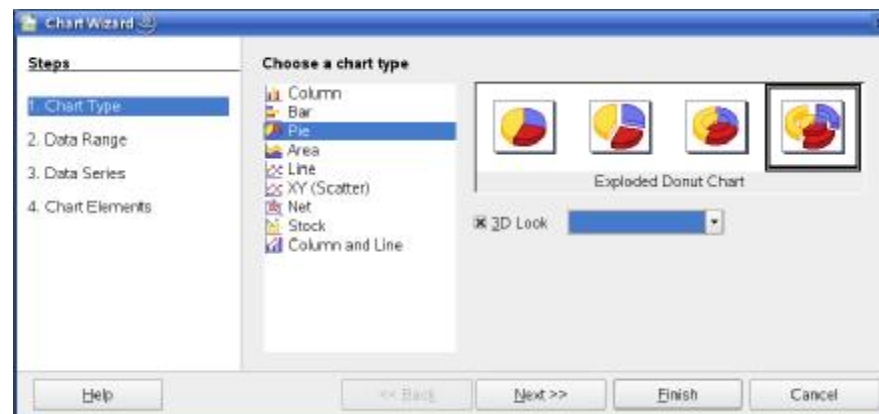 Chart Wizard
Steps
1. Chart Type
2. Data Range
3. Data Series
4. Chart Elements
Choose a chart type
Column
Bar
Pie
Area
Line
XY (Scatter)
Net
Stock
Column and Line
Exploded Donut Chart
3D Look
Help
<< Back
Next >>
Finish
Cancel